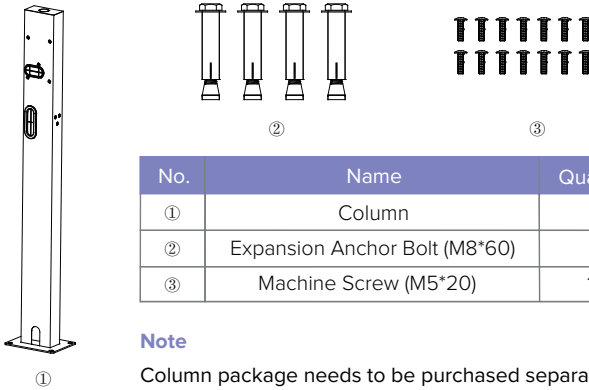 ②
③
No. Name
① Column
② Expansion Anchor Bolt (M8*60)
③ Machine Screw (M5*20)
Note
①
Column package needs to be purchased